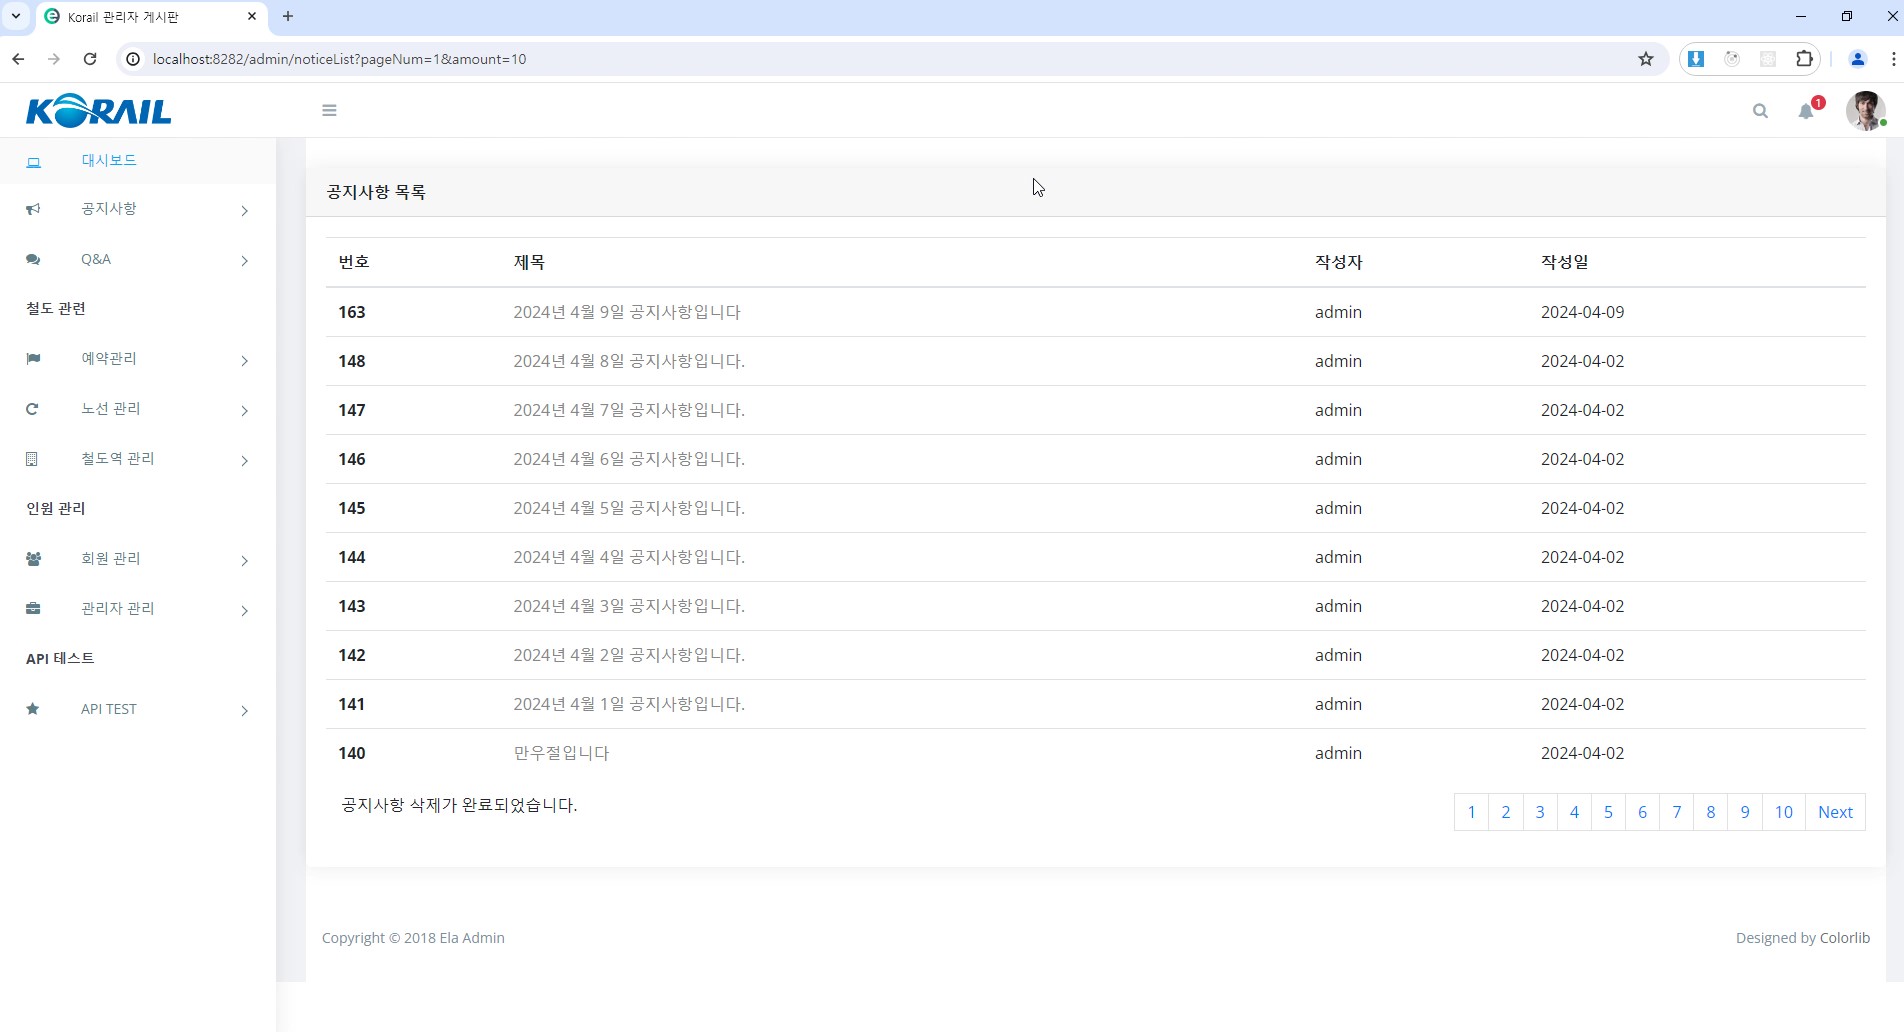 Korail 관리자 게시판
localhost:8282/admin/noticeList?pageNum=1&amount=10
KORAIL
1
대시보드
공지사항
Q&A
철도 관련
예약관리
노선 관리
철도역 관리
인원 관리
회원 관리
관리자 관리
API 테스트
API TEST
공지사항 목록
번호 제목 작성자 작성일
163 2024년 4월 9일 공지사항입니다 admin 2024-04-09
148 2024년 4월 8일 공지사항입니다. admin 2024-04-02
147 2024년 4월 7일 공지사항입니다. admin 2024-04-02
146 2024년 4월 6일 공지사항입니다. admin 2024-04-02
145 2024년 4월 5일 공지사항입니다. admin 2024-04-02
144 2024년 4월 4일 공지사항입니다. admin 2024-04-02
143 2024년 4월 3일 공지사항입니다. admin 2024-04-02
142 2024년 4월 2일 공지사항입니다. admin 2024-04-02
141 2024년 4월 1일 공지사항입니다. admin 2024-04-02
140 만우절입니다 admin 2024-04-02
공지사항 삭제가 완료되었습니다.
1 2 3 4 5 6 7 8 9 10 Next
Copyright © 2018 Ela Admin
Designed by Colorlib